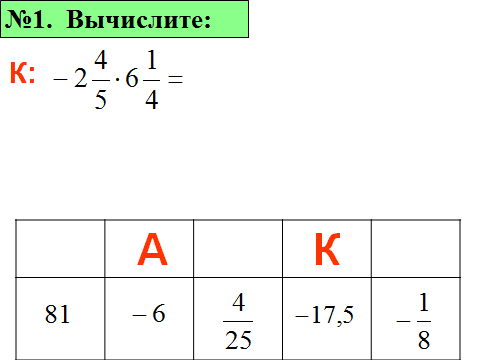 №1. Вычислите:
К: −2 4/5 · 6 1/4 =
А К
81 −6 4/25 −17,5 −1/8